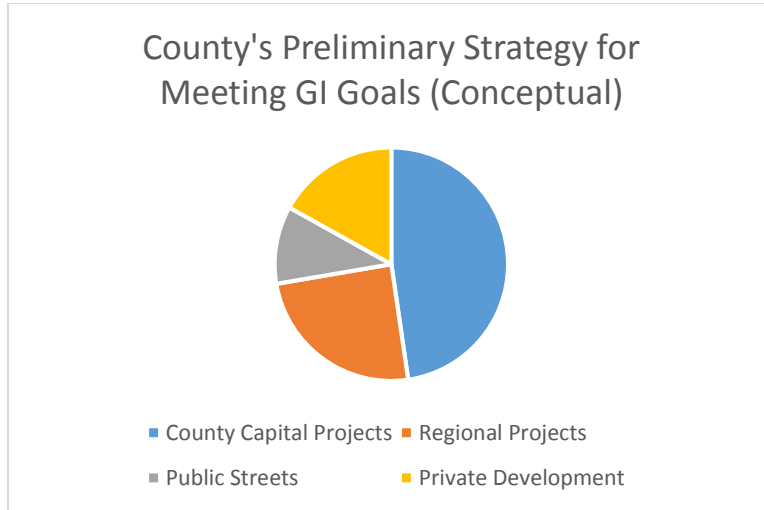 County's Preliminary Strategy for
Meeting GI Goals (Conceptual)
County Capital Projects Regional Projects
Public Streets Private Development